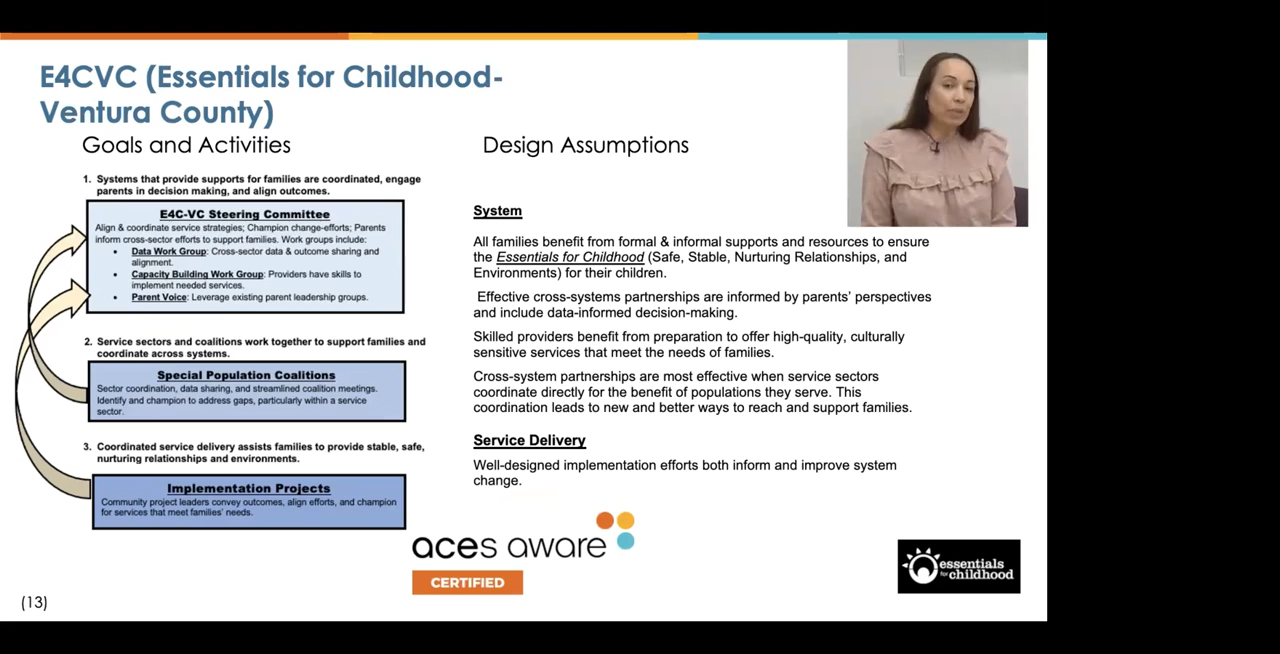 E4CVC (Essentials for Childhood-
Ventura County)
Goals and Activities
1. Systems that provide supports for families are coordinated, engage
parents in decision making, and align outcomes.
E4C-VC Steering Committee
Align & coordinate service strategies; Champion change-efforts; Parents
inform cross-sector efforts to support families. Work groups include:
• Data Work Group: Cross-sector data & outcome sharing and
alignment.
• Capacity Building Work Group: Providers have skills to
implement needed services.
• Parent Voice: Leverage existing parent leadership groups.
2. Service sectors and coalitions work together to support families and
coordinate across systems.
Special Population Coalitions
Sector coordination, data sharing, and streamlined coalition meetings.
Identify and champion to address gaps, particularly within a service
sector.
3. Coordinated service delivery assists families to provide stable, safe,
nurturing relationships and environments.
Implementation Projects
Community project leaders convey outcomes, align efforts, and champion
for services that meet families' needs.
Design Assumptions
System
All families benefit from formal & informal supports and resources to ensure
the Essentials for Childhood (Safe, Stable, Nurturing Relationships, and
Environments) for their children.
Effective cross-systems partnerships are informed by parents' perspectives
and include data-informed decision-making.
Skilled providers benefit from preparation to offer high-quality, culturally
sensitive services that meet the needs of families.
Cross-system partnerships are most effective when service sectors
coordinate directly for the benefit of populations they serve. This
coordination leads to new and better ways to reach and support families.
Service Delivery
Well-designed implementation efforts both inform and improve system
change.
aces aware
CERTIFIED
essentials
for childhood
(13)